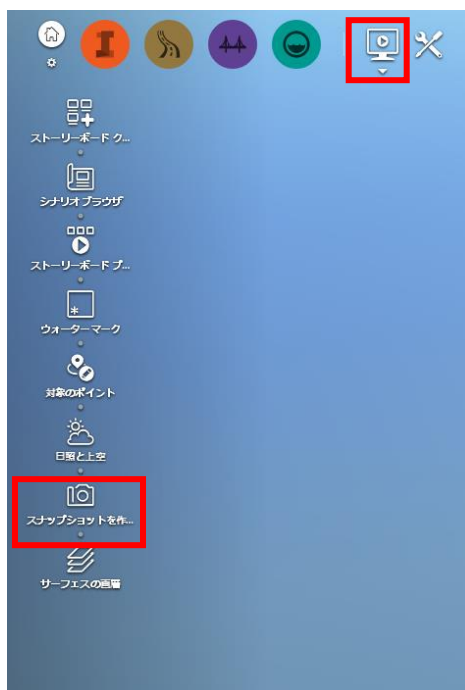 ストーリーボード ク...
シナリオ ブラウザ
ストーリーボード プ...
ウォーターマーク
対象のポイント
日照と上空
スナップショットを作...
サーフェスの画層